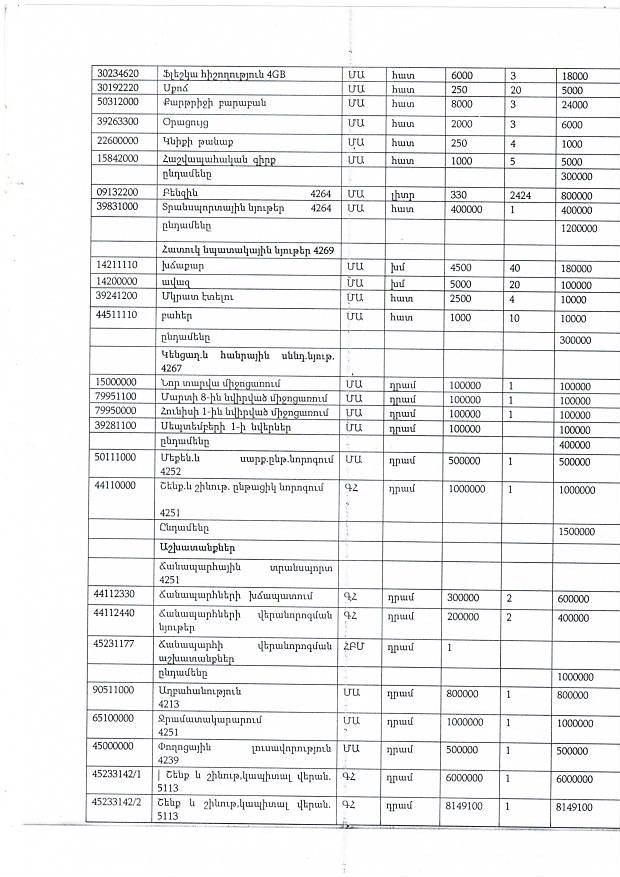 30234620 Ֆլեշկա հիշողություն 4GB ՄԱ հատ 6000 3 18000
30192220 Սքոճ ՄԱ հատ 250 20 5000
50312000 Քարթրիջի բարաբան ՄԱ հատ 8000 3 24000
39263300 Օրացույց ՄԱ հատ 2000 3 6000
22600000 Կնիքի թանաք ՄԱ հատ 250 4 1000
15842000 Հաշվապահական գիրք ՄԱ հատ 1000 5 5000
ընդամենը 300000
09132200 Բենզին 4264 ՄԱ լիտր 330 2424 800000
39831000 Տրանսպորտային նյութեր 4264 ՄԱ հատ 400000 1 400000
ընդամենը 1200000
Հատուկ նպատակային նյութեր 4269
14211110 խճաքար ՄԱ խմ 4500 40 180000
14200000 ավազ ՄԱ խմ 5000 20 100000
39241200 Մկրատ էտելու ՄԱ հատ 2500 4 10000
44511110 բահեր ՄԱ հատ 1000 10 10000
ընդամենը 300000
Կենցաղ.և հանրային սննդ.նյութ.
4267
15000000 Նոր տարվա միջոցառում ՄԱ դրամ 100000 1 100000
79951100 Մարտի 8-ին նվիրված միջոցառում ՄԱ դրամ 100000 1 100000
79950000 Հունիսի 1-ին նվիրված միջոցառում ՄԱ դրամ 100000 1 100000
39281100 Սեպտեմբերի 1-ի նվերներ ՄԱ դրամ 100000 100000
ընդամենը 400000
50111000 Մեքեն.և սարք.ընթ.նորոգում ՄԱ դրամ 500000 1 500000
4252
44110000 Շենք.և շինութ. ընթացիկ նորոգում ԳՀ դրամ 1000000 1 1000000
4251
Ընդամենը 1500000
Աշխատանքներ
Ճանապարհային տրանսպորտ
4251
44112330 Ճանապարհների խճապատում ԳՀ դրամ 300000 2 600000
44112440 Ճանապարհների վերանորոգման ԳՀ դրամ 200000 2 400000
նյութեր
45231177 Ճանապարհի վերանորոգման ՀԲՄ դրամ 1
աշխատանքներ
ընդամենը 1000000
90511000 Աղբահանություն ՄԱ դրամ 800000 1 800000
4213
65100000 Ջրամատակարարում ՄԱ դրամ 1000000 1 1000000
4251
45000000 Փողոցային լուսավորություն ՄԱ դրամ 500000 1 500000
4239
45233142/1 | Շենք և շինութ,կապիտալ վերան. ԳՀ դրամ 6000000 1 6000000
5113
45233142/2 Շենք և շինութ,կապիտալ վերան. ԳՀ դրամ 8149100 1 8149100
5113